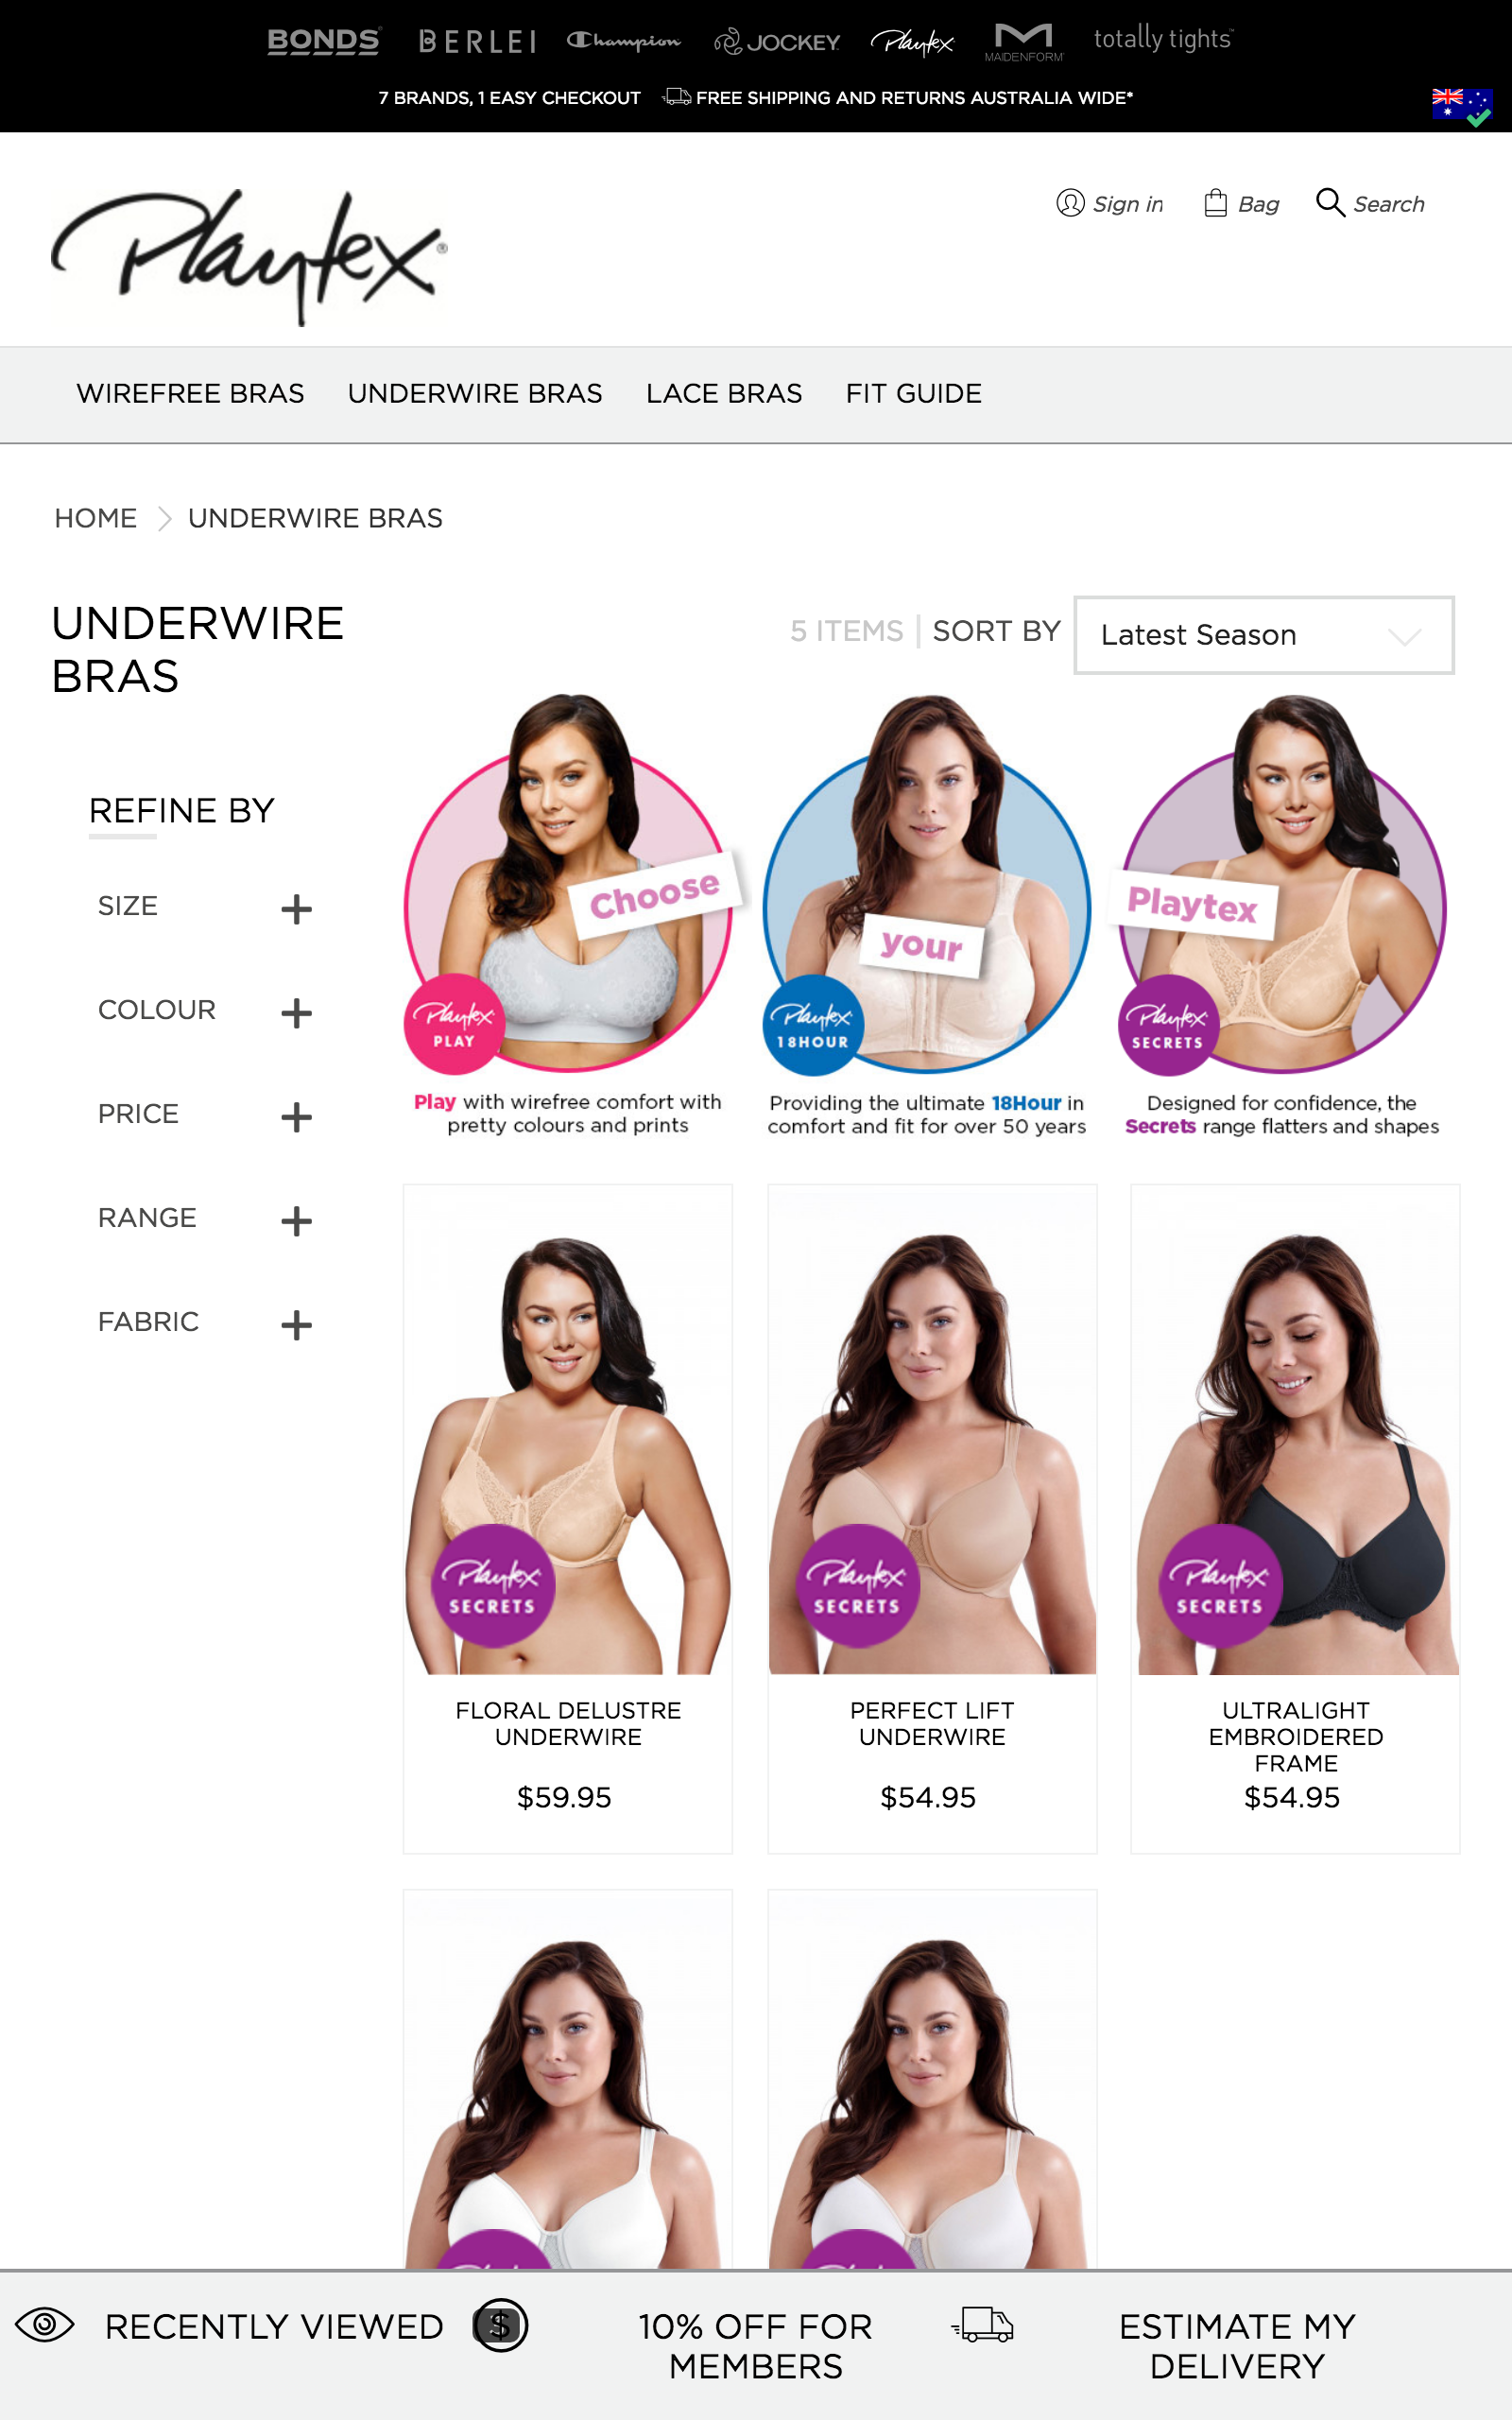 BONDS BERLEI Champion JOCKEY Playtex MAIDENFORM totally tights™
7 BRANDS, 1 EASY CHECKOUT FREE SHIPPING AND RETURNS AUSTRALIA WIDE*
Playtex®
Sign in Bag Search
WIREFREE BRAS UNDERWIRE BRAS LACE BRAS FIT GUIDE
HOME > UNDERWIRE BRAS
UNDERWIRE
BRAS
5 ITEMS | SORT BY Latest Season
REFINE BY
SIZE +
COLOUR +
PRICE +
RANGE +
FABRIC +
Choose
your
Playtex
Playtex
PLAY
Playtex
18HOUR
Playtex
SECRETS
Play with wirefree comfort with
pretty colours and prints
Providing the ultimate 18Hour in
comfort and fit for over 50 years
Designed for confidence, the
Secrets range flatters and shapes
Playtex
SECRETS
FLORAL DELUSTRE
UNDERWIRE
$59.95
Playtex
SECRETS
PERFECT LIFT
UNDERWIRE
$54.95
Playtex
SECRETS
ULTRALIGHT
EMBROIDERED
FRAME
$54.95
RECENTLY VIEWED
$
10% OFF FOR
MEMBERS
ESTIMATE MY
DELIVERY